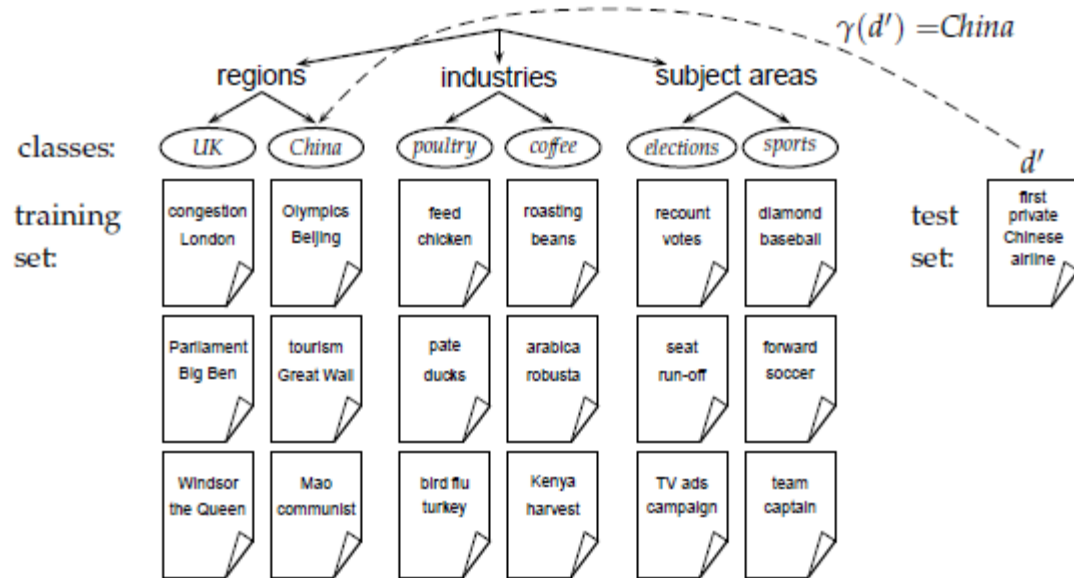 γ(d′) =China
regions
industries
subject areas
classes:
UK
China
poultry
coffee
elections
sports
d′
training
set:
congestion
London
Olympics
Beijing
feed
chicken
roasting
beans
recount
votes
diamond
baseball
test
set:
first
private
Chinese
airline
Parliament
Big Ben
tourism
Great Wall
pate
ducks
arabica
robusta
seat
run-off
forward
soccer
Windsor
the Queen
Mao
communist
bird flu
turkey
Kenya
harvest
TV ads
campaign
team
captain